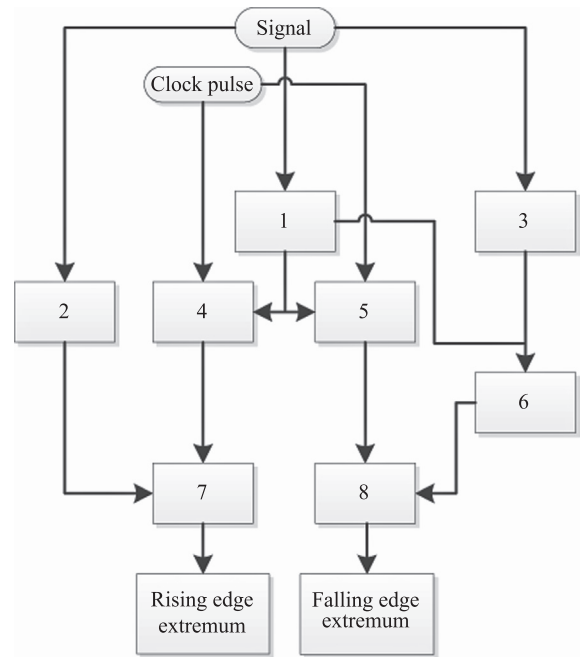 Signal
Clock pulse
1
3
2
4
5
6
7
8
Rising edge
extremum
Falling edge
extremum